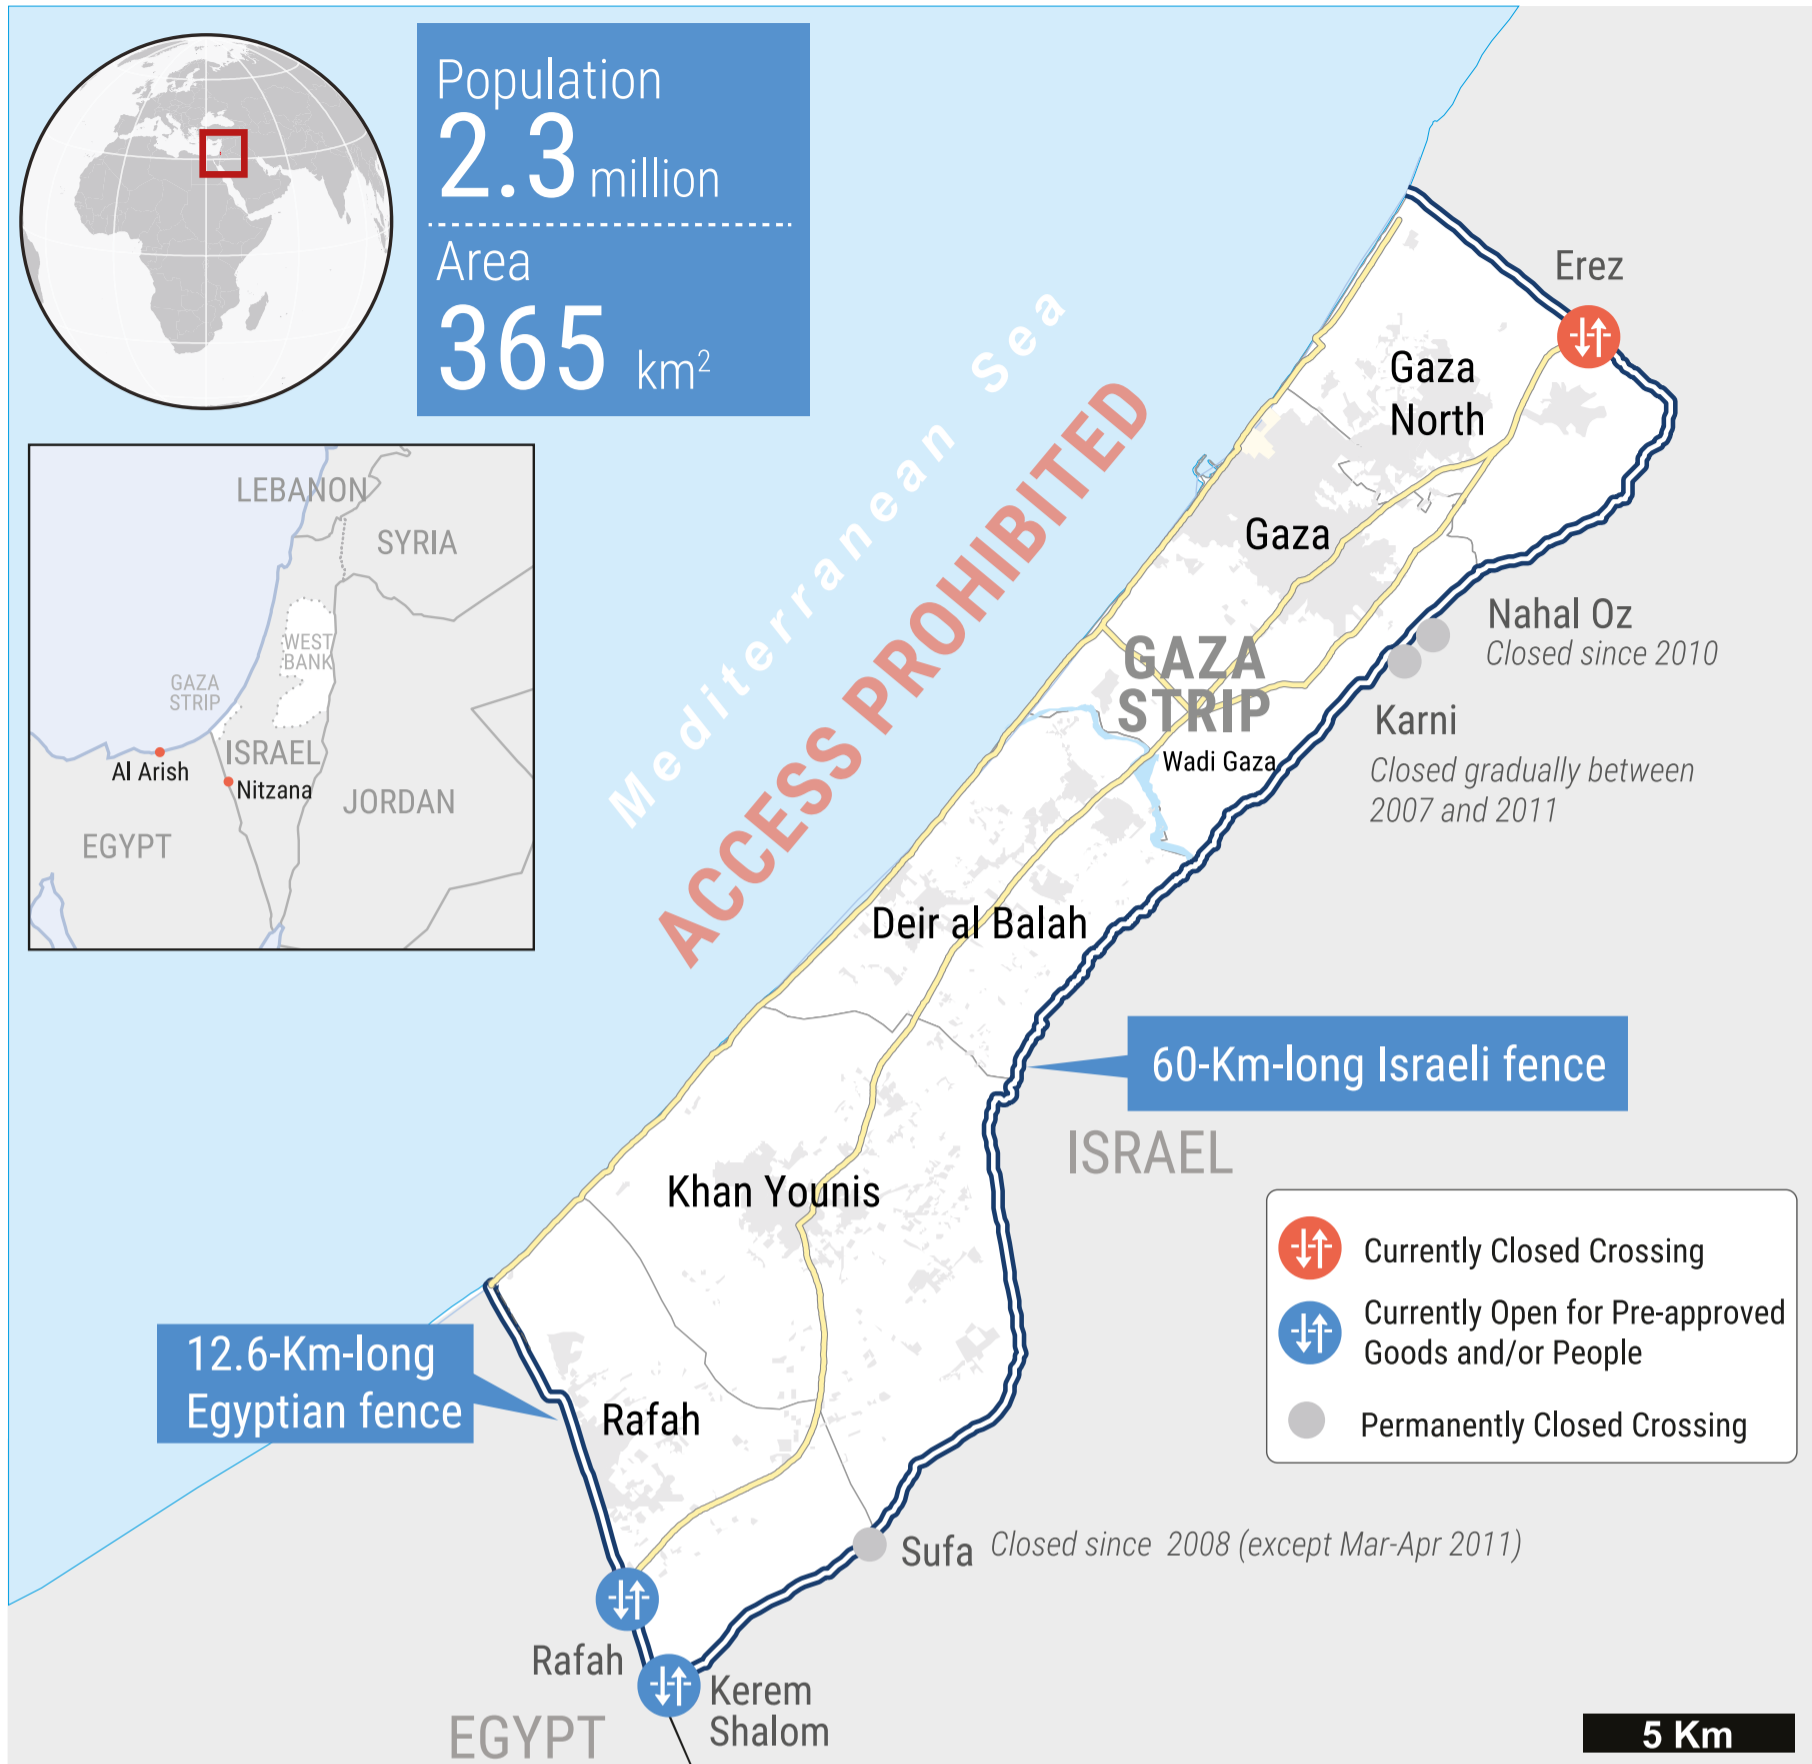 Population
2.3 million
Area
365 km²
LEBANON
SYRIA
WEST
BANK
GAZA
STRIP
ISRAEL
Al Arish
Nitzana
JORDAN
EGYPT
Mediterranean Sea
ACCESS PROHIBITED
Erez
Gaza
North
Gaza
Nahal Oz
Closed since 2010
GAZA
STRIP
Karni
Closed gradually between
2007 and 2011
Wadi Gaza
Deir al Balah
60-Km-long Israeli fence
ISRAEL
Khan Younis
Currently Closed Crossing
Currently Open for Pre-approved
Goods and/or People
Permanently Closed Crossing
12.6-Km-long
Egyptian fence
Rafah
Sufa Closed since 2008 (except Mar-Apr 2011)
Rafah
Kerem
Shalom
EGYPT
5 Km